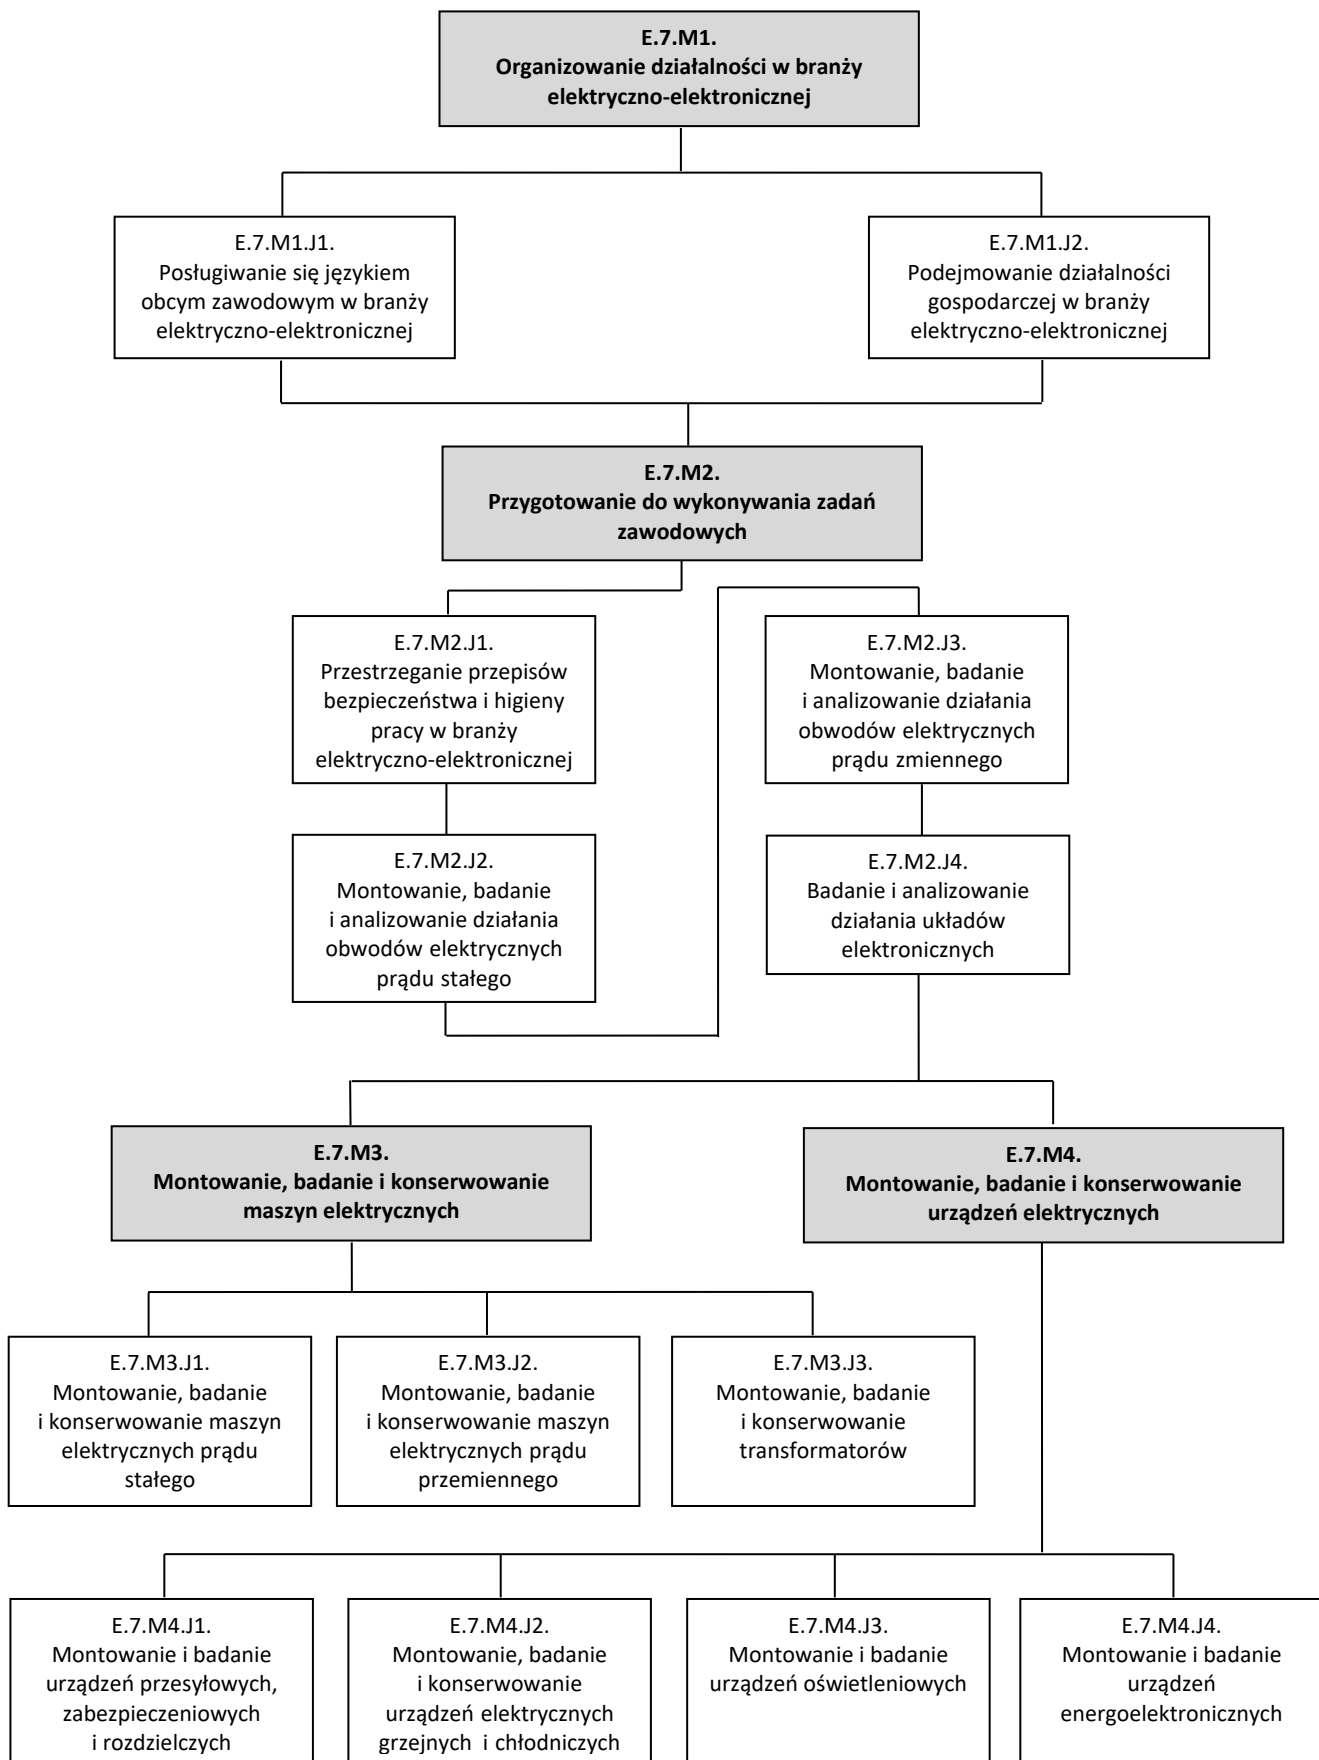 E.7.M1.
Organizowanie działalności w branży
elektryczno-elektronicznej
E.7.M1.J1.
Posługiwanie się językiem
obcym zawodowym w branży
elektryczno-elektronicznej
E.7.M1.J2.
Podejmowanie działalności
gospodarczej w branży
elektryczno-elektronicznej
E.7.M2.
Przygotowanie do wykonywania zadań
zawodowych
E.7.M2.J1.
Przestrzeganie przepisów
bezpieczeństwa i higieny
pracy w branży
elektryczno-elektronicznej
E.7.M2.J3.
Montowanie, badanie
i analizowanie działania
obwodów elektrycznych
prądu zmiennego
E.7.M2.J2.
Montowanie, badanie
i analizowanie działania
obwodów elektrycznych
prądu stałego
E.7.M2.J4.
Badanie i analizowanie
działania układów
elektronicznych
E.7.M3.
Montowanie, badanie i konserwowanie
maszyn elektrycznych
E.7.M4.
Montowanie, badanie i konserwowanie
urządzeń elektrycznych
E.7.M3.J1.
Montowanie, badanie
i konserwowanie maszyn
elektrycznych prądu
stałego
E.7.M3.J2.
Montowanie, badanie
i konserwowanie maszyn
elektrycznych prądu
przemiennego
E.7.M3.J3.
Montowanie, badanie
i konserwowanie
transformatorów
E.7.M4.J1.
Montowanie i badanie
urządzeń przesyłowych,
zabezpieczeniowych
i rozdzielczych
E.7.M4.J2.
Montowanie, badanie
i konserwowanie
urządzeń elektrycznych
grzejnych i chłodniczych
E.7.M4.J3.
Montowanie i badanie
urządzeń oświetleniowych
E.7.M4.J4.
Montowanie i badanie
urządzeń
energoelektronicznych